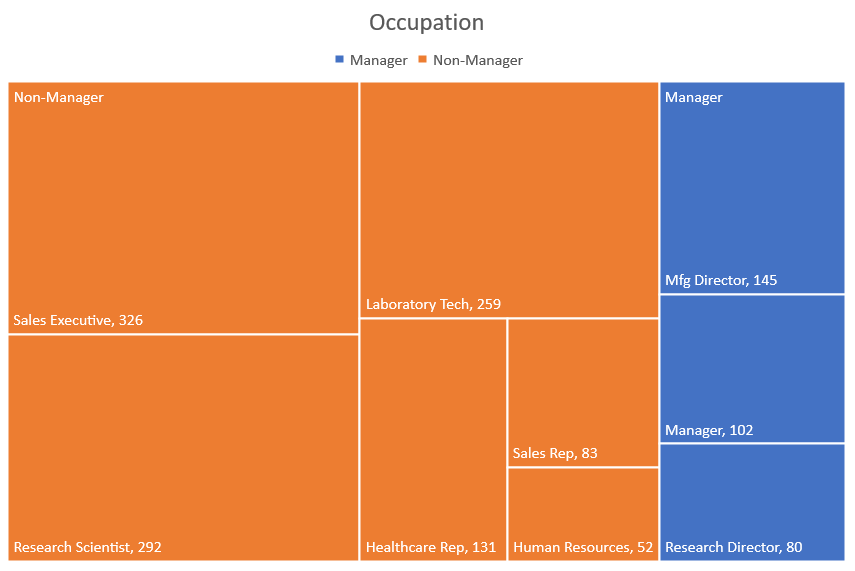 Occupation
Manager Non-Manager
Non-Manager
Sales Executive, 326
Research Scientist, 292
Laboratory Tech, 259
Healthcare Rep, 131
Sales Rep, 83
Human Resources, 52
Manager
Mfg Director, 145
Manager, 102
Research Director, 80